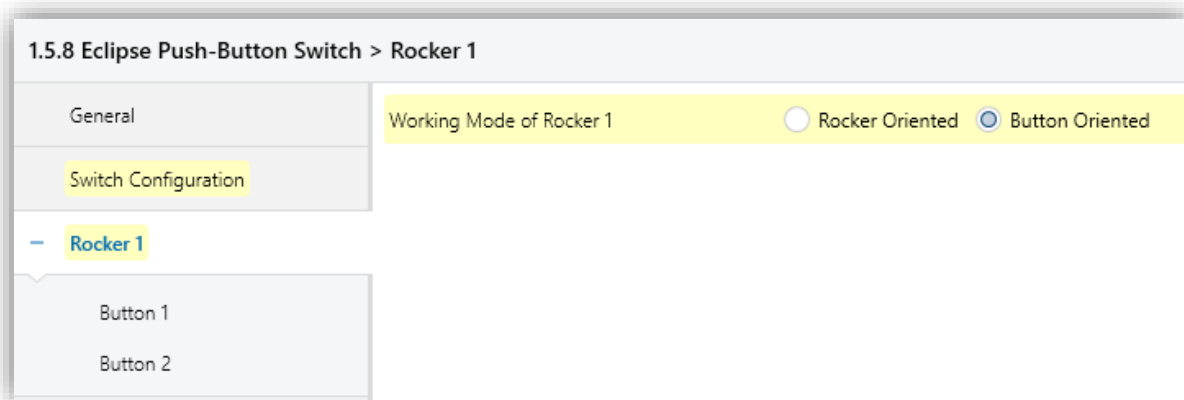 1.5.8 Eclipse Push-Button Switch > Rocker 1
General
Working Mode of Rocker 1 Rocker Oriented Button Oriented
Switch Configuration
– Rocker 1
Button 1
Button 2